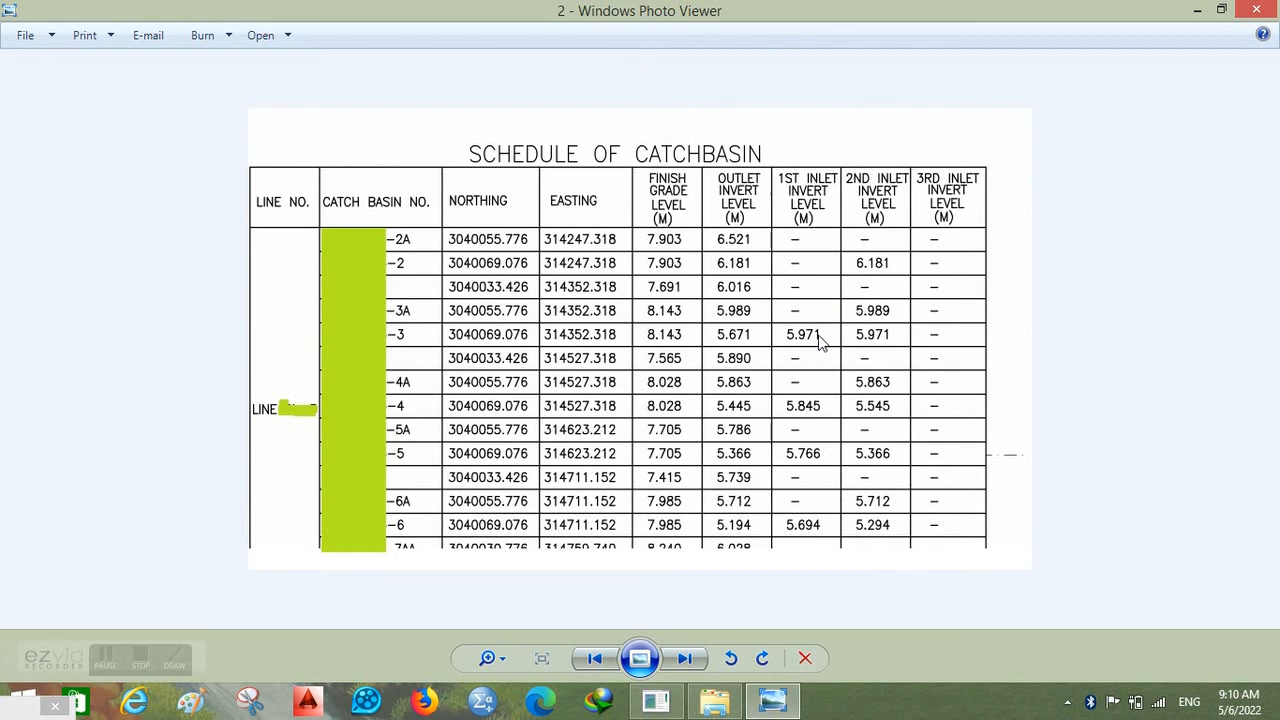 2 - Windows Photo Viewer
File Print E-mail Burn Open
SCHEDULE OF CATCHBASIN
LINE NO. CATCH BASIN NO. NORTHING EASTING FINISH GRADE LEVEL (M) OUTLET INVERT LEVEL (M) 1ST INLET INVERT LEVEL (M) 2ND INLET INVERT LEVEL (M) 3RD INLET INVERT LEVEL (M)
-2A 3040055.776 314247.318 7.903 6.521 - - -
-2 3040069.076 314247.318 7.903 6.181 - 6.181 -
3040033.426 314352.318 7.691 6.016 - - -
-3A 3040055.776 314352.318 8.143 5.989 - 5.989 -
-3 3040069.076 314352.318 8.143 5.671 5.971 5.971 -
3040033.426 314527.318 7.565 5.890 - - -
-4A 3040055.776 314527.318 8.028 5.863 - 5.863 -
LINE -4 3040069.076 314527.318 8.028 5.445 5.845 5.545 -
-5A 3040055.776 314623.212 7.705 5.786 - - -
-5 3040069.076 314623.212 7.705 5.366 5.766 5.366 -
3040033.426 314711.152 7.415 5.739 - - -
-6A 3040055.776 314711.152 7.985 5.712 - 5.712 -
-6 3040069.076 314711.152 7.985 5.194 5.694 5.294 -
ezvid
RECORDER
PAUSE STOP DRAW
ENG
9:10 AM
5/6/2022